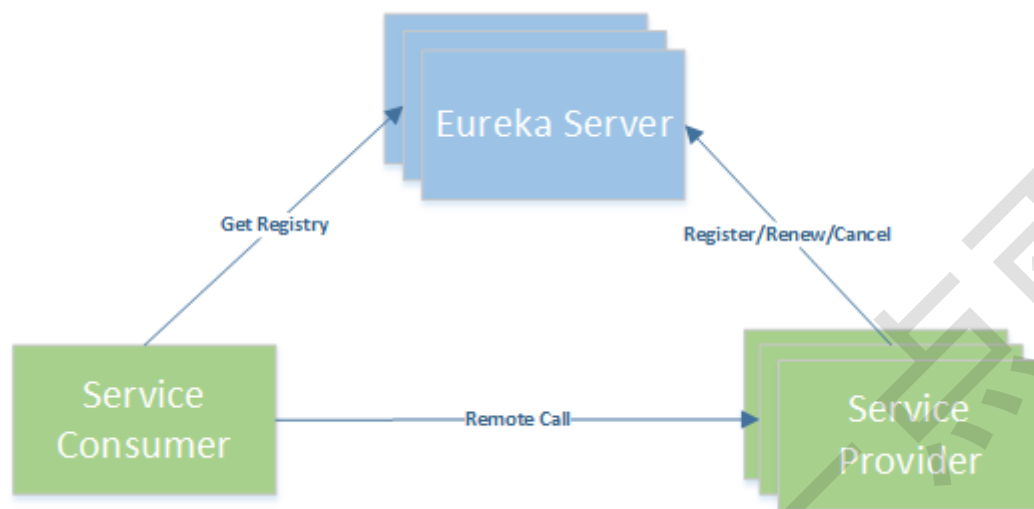 Eureka Server
Get Registry
Register/Renew/Cancel
Service
Consumer
Remote Call
Service
Provider